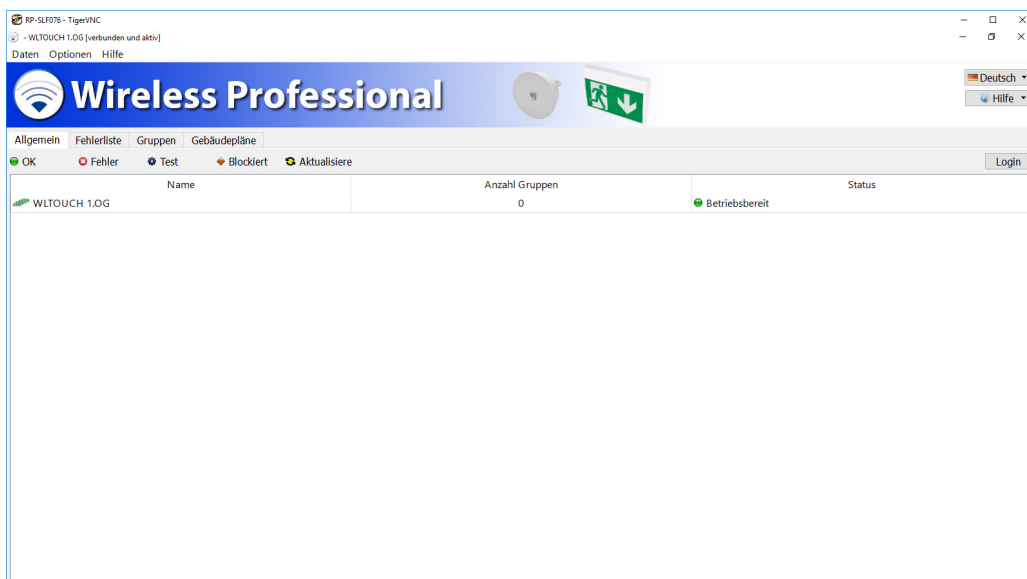 RP-SLF076 - TigerVNC
- WLTOUCH 1.OG [verbunden und aktiv]
Daten Optionen Hilfe
Wireless Professional
Deutsch
Hilfe
Allgemein Fehlerliste Gruppen Gebäudepläne
OK Fehler Test Blockiert Aktualisiere Login
Name Anzahl Gruppen Status
WLTOUCH 1.OG 0 Betriebsbereit